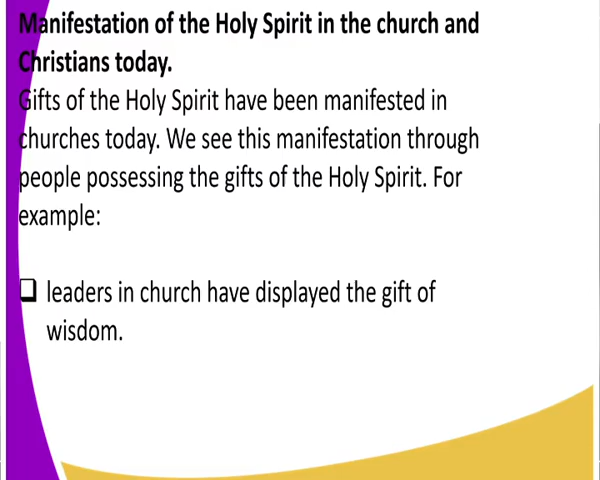 Manifestation of the Holy Spirit in the church and
Christians today.
Gifts of the Holy Spirit have been manifested in
churches today. We see this manifestation through
people possessing the gifts of the Holy Spirit. For
example:
❑ leaders in church have displayed the gift of
wisdom.